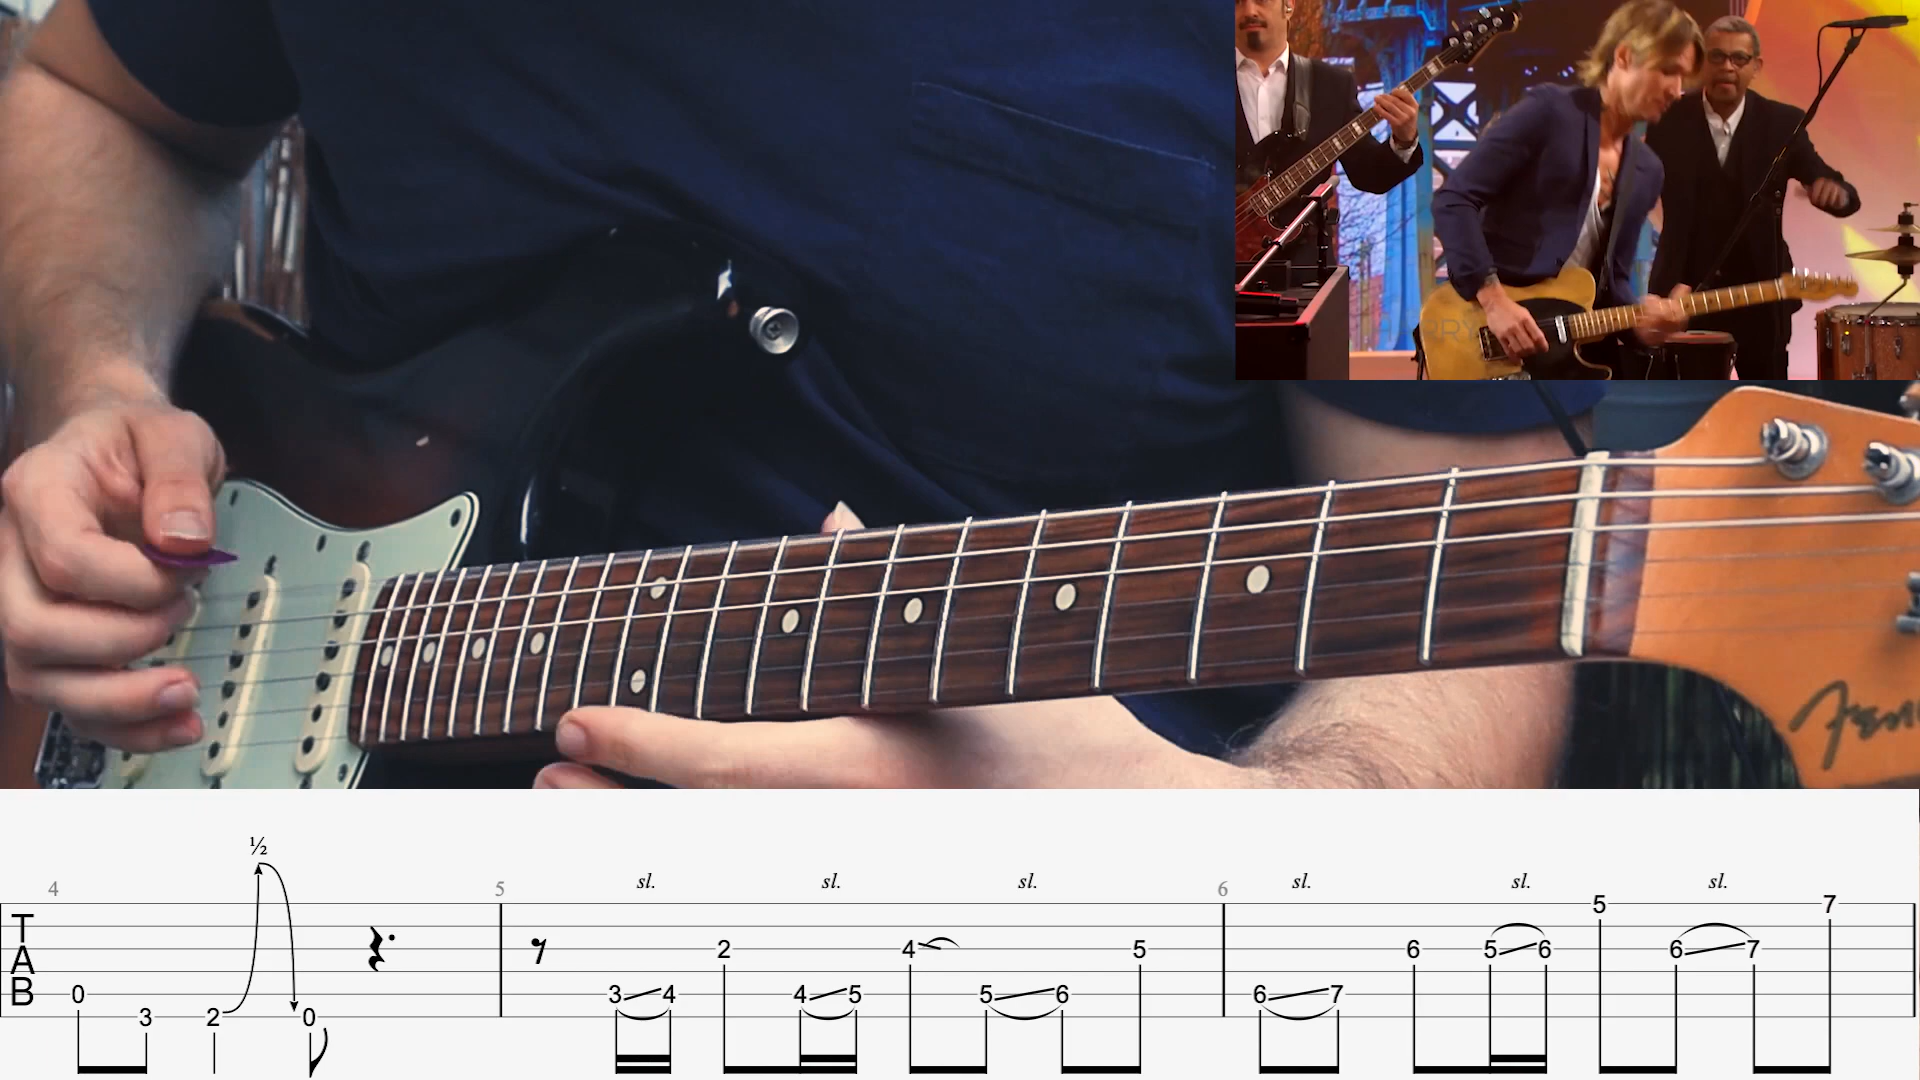 RRY
Fen
½
4 5 sl. sl. sl. 6 sl. sl. sl.
T
A
B
5 7
2 4 5 6 5 6 6 7
0 3 4 4 5 5 6 6 7
3 2 0